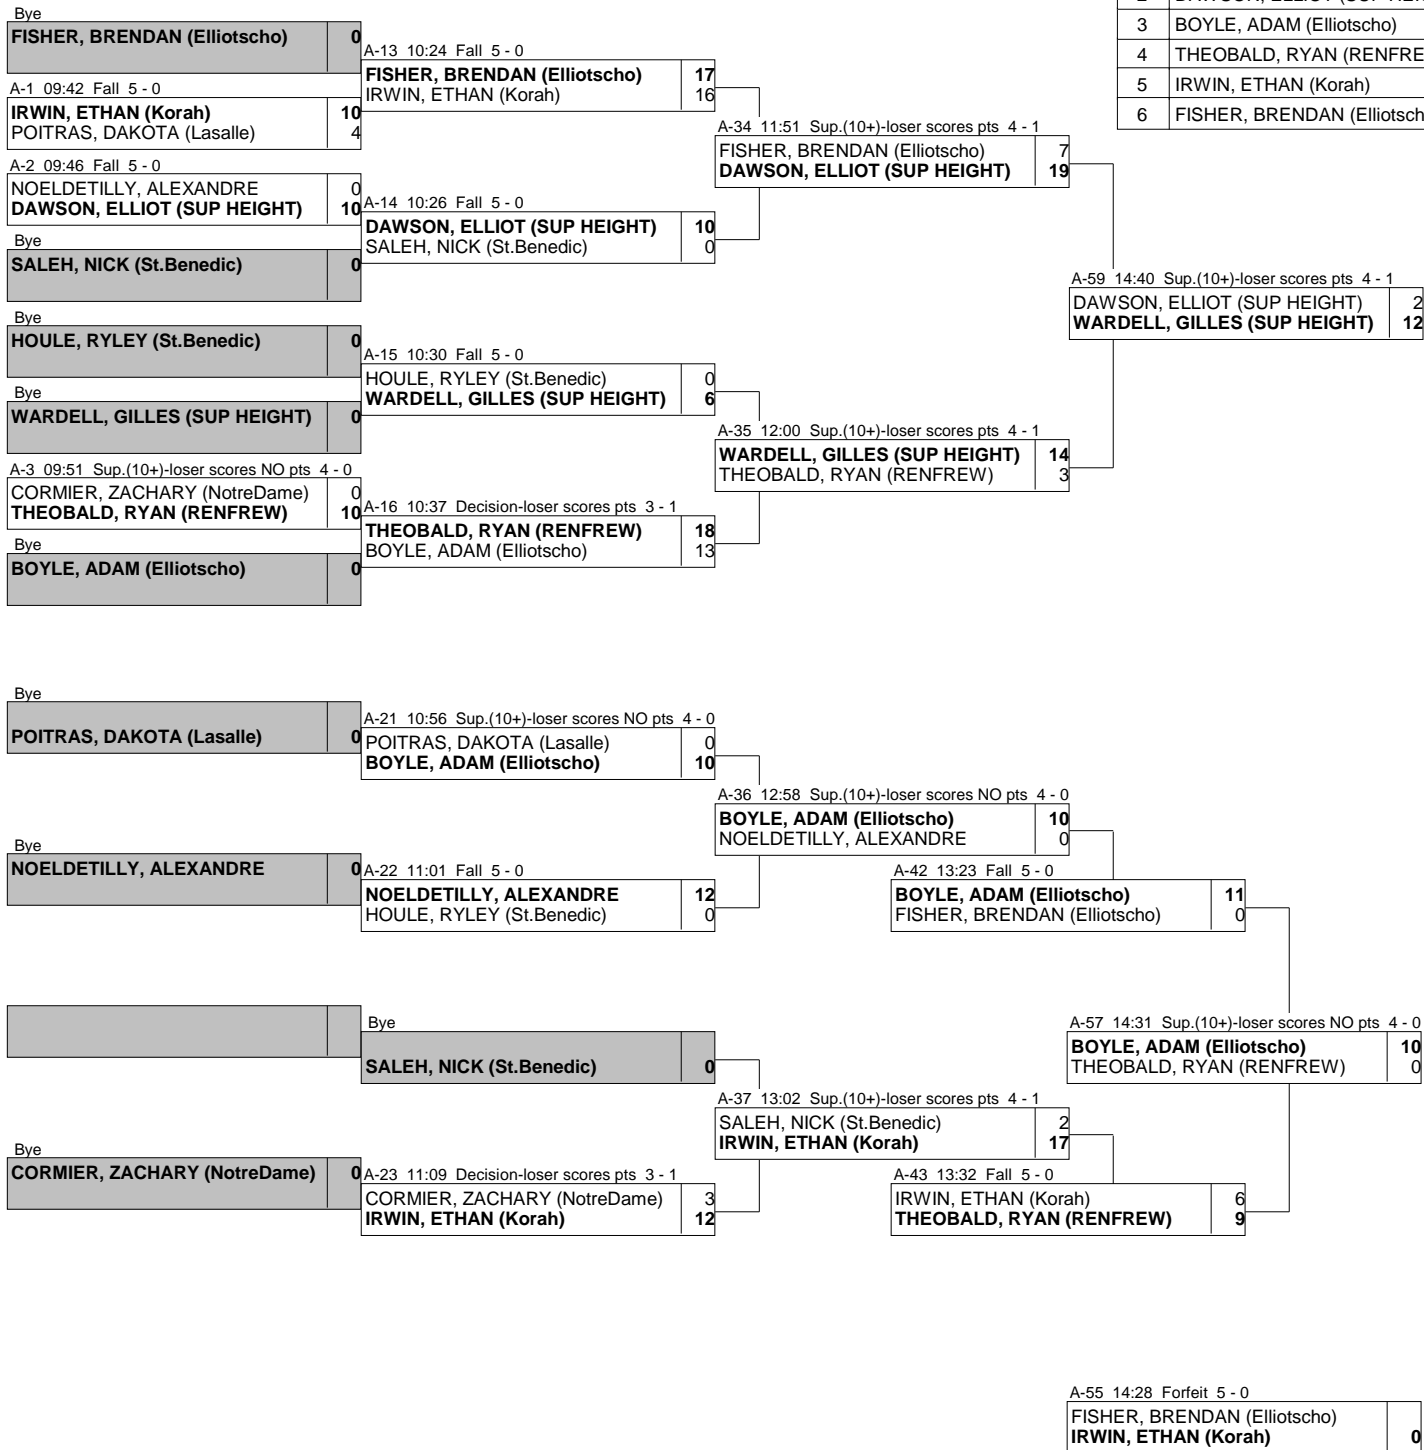 2 DAWSON, ELLIOT (SUP HEI
3 BOYLE, ADAM (Elliotscho)
4 THEOBALD, RYAN (RENFRE
5 IRWIN, ETHAN (Korah)
6 FISHER, BRENDAN (Elliotsch
Bye
FISHER, BRENDAN (Elliotscho) 0
A-1 09:42 Fall 5 - 0
IRWIN, ETHAN (Korah) 10
POITRAS, DAKOTA (Lasalle) 4
A-2 09:46 Fall 5 - 0
NOELDETILLY, ALEXANDRE 0
DAWSON, ELLIOT (SUP HEIGHT) 10
Bye
SALEH, NICK (St.Benedic) 0
Bye
HOULE, RYLEY (St.Benedic) 0
Bye
WARDELL, GILLES (SUP HEIGHT) 0
A-3 09:51 Sup.(10+)-loser scores NO pts 4 - 0
CORMIER, ZACHARY (NotreDame) 0
THEOBALD, RYAN (RENFREW) 10
Bye
BOYLE, ADAM (Elliotscho) 0
A-13 10:24 Fall 5 - 0
FISHER, BRENDAN (Elliotscho) 17
IRWIN, ETHAN (Korah) 16
A-14 10:26 Fall 5 - 0
DAWSON, ELLIOT (SUP HEIGHT) 10
SALEH, NICK (St.Benedic) 0
A-15 10:30 Fall 5 - 0
HOULE, RYLEY (St.Benedic) 0
WARDELL, GILLES (SUP HEIGHT) 6
A-16 10:37 Decision-loser scores pts 3 - 1
THEOBALD, RYAN (RENFREW) 18
BOYLE, ADAM (Elliotscho) 13
A-34 11:51 Sup.(10+)-loser scores pts 4 - 1
FISHER, BRENDAN (Elliotscho) 7
DAWSON, ELLIOT (SUP HEIGHT) 19
A-35 12:00 Sup.(10+)-loser scores pts 4 - 1
WARDELL, GILLES (SUP HEIGHT) 14
THEOBALD, RYAN (RENFREW) 3
A-59 14:40 Sup.(10+)-loser scores pts 4 - 1
DAWSON, ELLIOT (SUP HEIGHT) 2
WARDELL, GILLES (SUP HEIGHT) 12
Bye
POITRAS, DAKOTA (Lasalle) 0
Bye
NOELDETILLY, ALEXANDRE 0
Bye
CORMIER, ZACHARY (NotreDame) 0
A-21 10:56 Sup.(10+)-loser scores NO pts 4 - 0
POITRAS, DAKOTA (Lasalle) 0
BOYLE, ADAM (Elliotscho) 10
A-22 11:01 Fall 5 - 0
NOELDETILLY, ALEXANDRE 12
HOULE, RYLEY (St.Benedic) 0
Bye
SALEH, NICK (St.Benedic) 0
A-23 11:09 Decision-loser scores pts 3 - 1
CORMIER, ZACHARY (NotreDame) 3
IRWIN, ETHAN (Korah) 12
A-36 12:58 Sup.(10+)-loser scores NO pts 4 - 0
BOYLE, ADAM (Elliotscho) 10
NOELDETILLY, ALEXANDRE 0
A-37 13:02 Sup.(10+)-loser scores pts 4 - 1
SALEH, NICK (St.Benedic) 2
IRWIN, ETHAN (Korah) 17
A-42 13:23 Fall 5 - 0
BOYLE, ADAM (Elliotscho) 11
FISHER, BRENDAN (Elliotscho) 0
A-43 13:32 Fall 5 - 0
IRWIN, ETHAN (Korah) 6
THEOBALD, RYAN (RENFREW) 9
A-57 14:31 Sup.(10+)-loser scores NO pts 4 - 0
BOYLE, ADAM (Elliotscho) 10
THEOBALD, RYAN (RENFREW) 0
A-55 14:28 Forfeit 5 - 0
FISHER, BRENDAN (Elliotscho)
IRWIN, ETHAN (Korah) 0